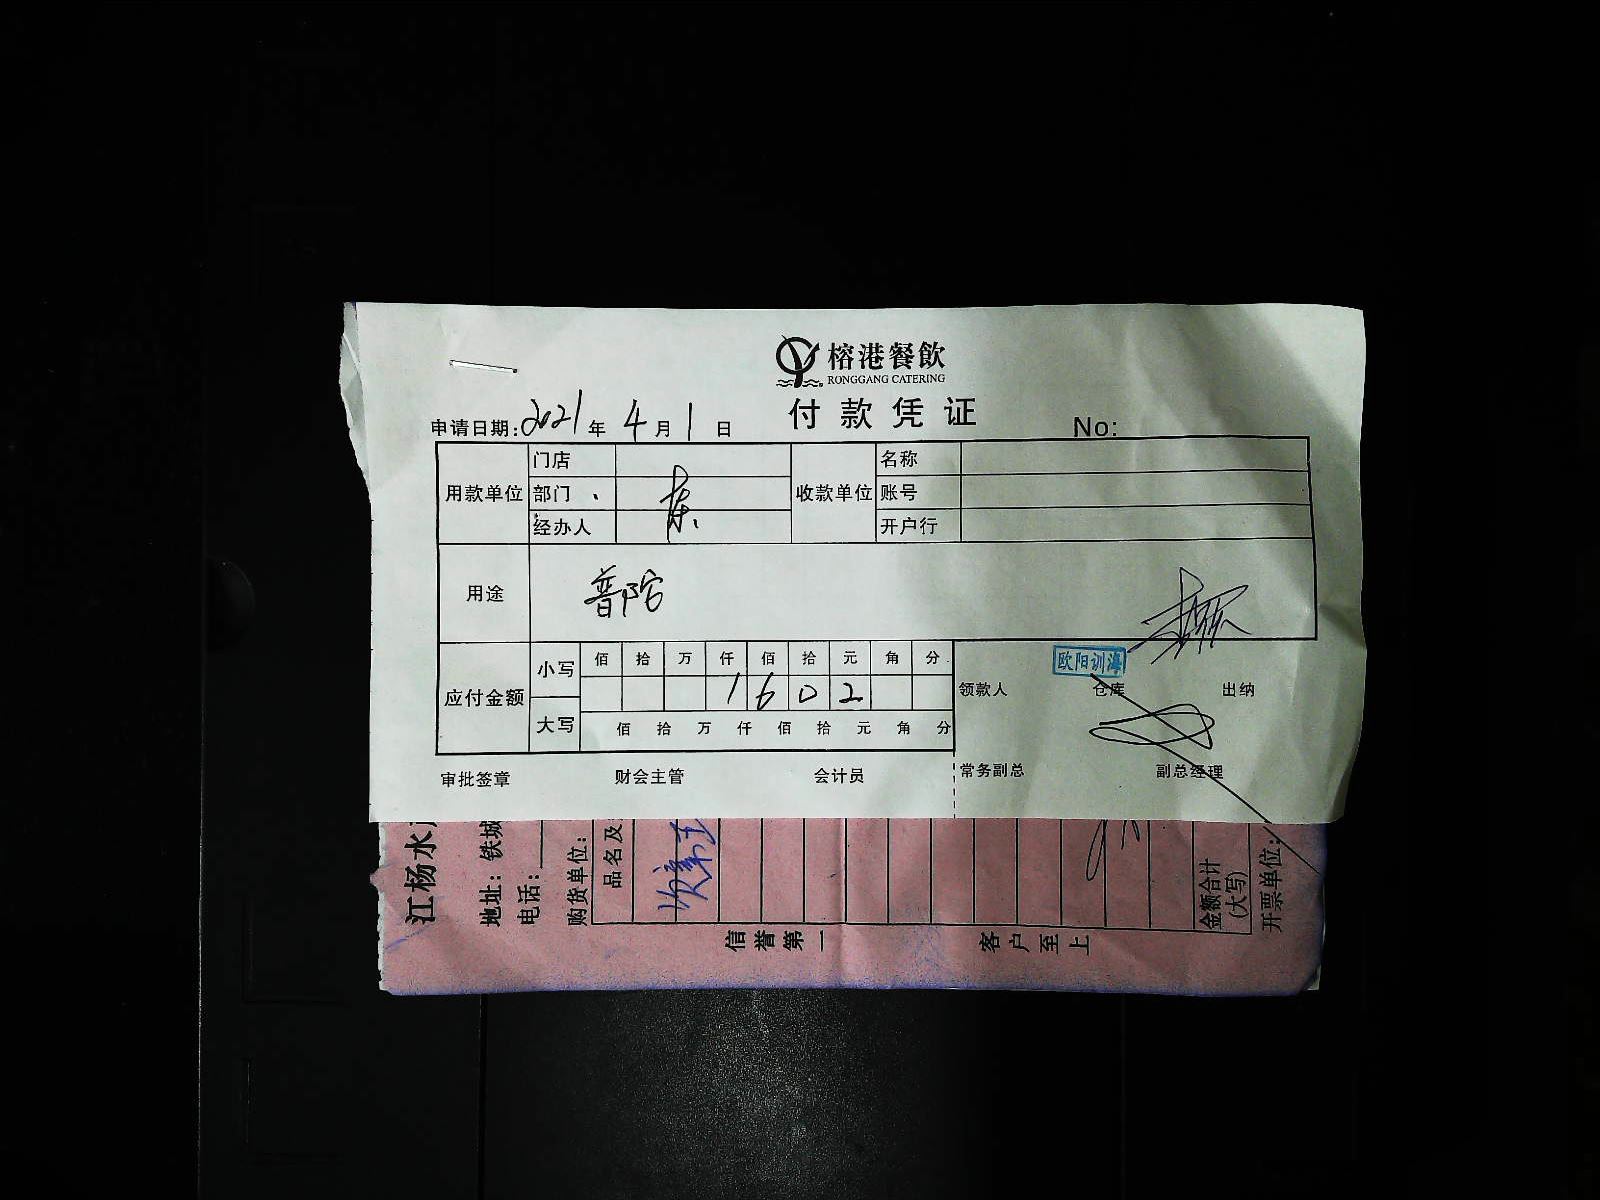 榕港餐飲
RONGGANG CATERING
付款凭证
申请日期:2021年4月1日 No:
用款单位 门店 收款单位 名称
部门 账号
经办人 开户行
用途 普陀
应付金额 小写 佰 拾 万 仟 佰 拾 元 角 分
1 6 0 2
大写 佰 拾 万 仟 佰 拾 元 角 分
欧阳训海
领款人 仓库 出纳
审批签章 财会主管 会计员 常务副总 副总经理
江杨水
地址:铁城
电话:
购货单位:
品名及
金额合计
(大写)
开票单位:
信誉第一 客户至上